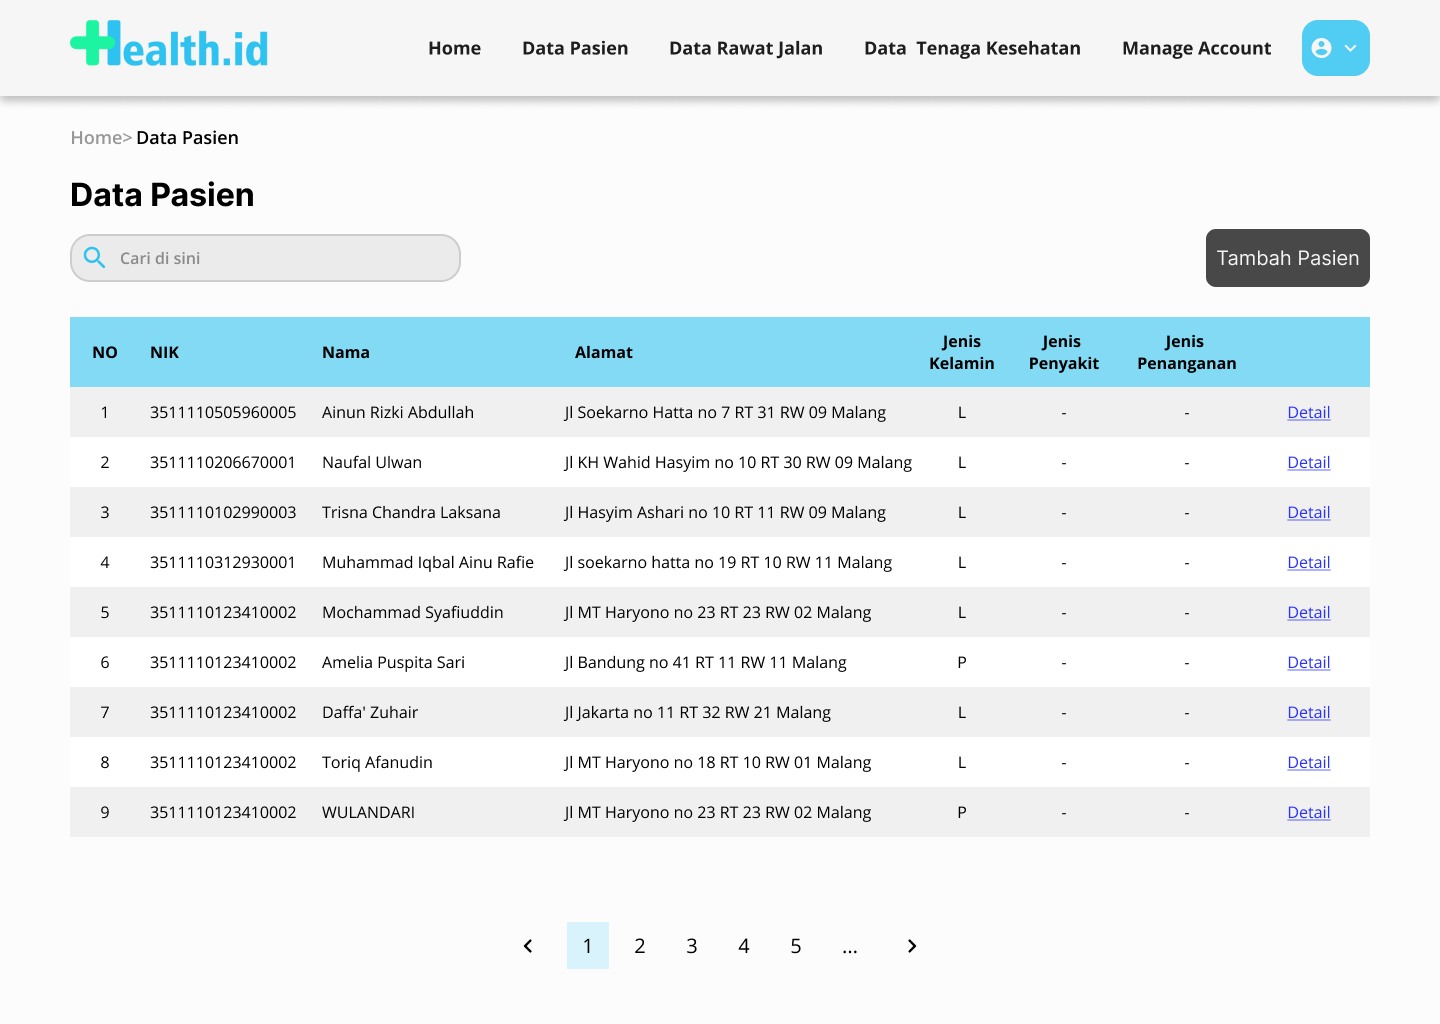 Health.id
Home Data Pasien Data Rawat Jalan Data Tenaga Kesehatan Manage Account
Home> Data Pasien
Data Pasien
Cari di sini
Tambah Pasien
NO NIK Nama Alamat Jenis Kelamin Jenis Penyakit Jenis Penanganan
1 3511110505960005 Ainun Rizki Abdullah Jl Soekarno Hatta no 7 RT 31 RW 09 Malang L - - Detail
2 3511110206670001 Naufal Ulwan Jl KH Wahid Hasyim no 10 RT 30 RW 09 Malang L - - Detail
3 3511110102990003 Trisna Chandra Laksana Jl Hasyim Ashari no 10 RT 11 RW 09 Malang L - - Detail
4 3511110312930001 Muhammad Iqbal Ainu Rafie Jl soekarno hatta no 19 RT 10 RW 11 Malang L - - Detail
5 3511110123410002 Mochammad Syafiuddin Jl MT Haryono no 23 RT 23 RW 02 Malang L - - Detail
6 3511110123410002 Amelia Puspita Sari Jl Bandung no 41 RT 11 RW 11 Malang P - - Detail
7 3511110123410002 Daffa' Zuhair Jl Jakarta no 11 RT 32 RW 21 Malang L - - Detail
8 3511110123410002 Toriq Afanudin Jl MT Haryono no 18 RT 10 RW 01 Malang L - - Detail
9 3511110123410002 WULANDARI Jl MT Haryono no 23 RT 23 RW 02 Malang P - - Detail
1 2 3 4 5 ...